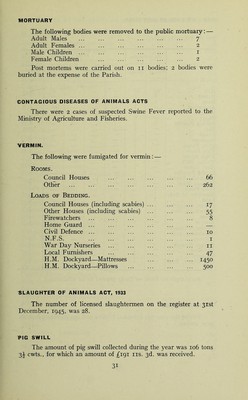 MORTUARY
The following bodies were removed to the public mortuary:—
Adult Males ... ... ... ... ... ... 7
Adult Females ... ... ... ... ... ... 2
Male Children ... ... ... ... ... ... 1
Female Children ... ... ... ... ... 2
Post mortems were carried out on 11 bodies; 2 bodies were
buried at the expense of the Parish.
CONTAGIOUS DISEASES OF ANIMALS ACTS
There were 2 cases of suspected Swine Fever reported to the
Ministry of Agriculture and Fisheries.
VERMIN.
The following were fumigated for vermin:—
ROOMS.
Council Houses ... ... ... ... ... 66
Other ... ... ... ... ... ... 262
LOADS OF BEDDING.
Council Houses (including scabies) ... ... ... 17
Other Houses (including scabies) ... ... ... 55
Firewatchers ... ... ... ... ... 8
Home Guard ... ... ... ... ... —
Civil Defence ... ... ... ... ... 10
N.F.S. ... ... ... ... ... 1
War Day Nurseries ... ... ... ... 11
Local Furnishers ... ... ... ... 47
H.M. Dockyard—Mattresses ... ... ... 1450
H.M. Dockyard—Pillows ... ... ... 500
SLAUGHTER OF ANIMALS ACT, 1933
The number of licensed slaughtermen on the register at 31st
December, 1945, was 28.
PIG SWILL
The amount of pig swill collected during the year was 106 tons
3½ cwts., for which an amount of £191 11s. 3d. was received.
31